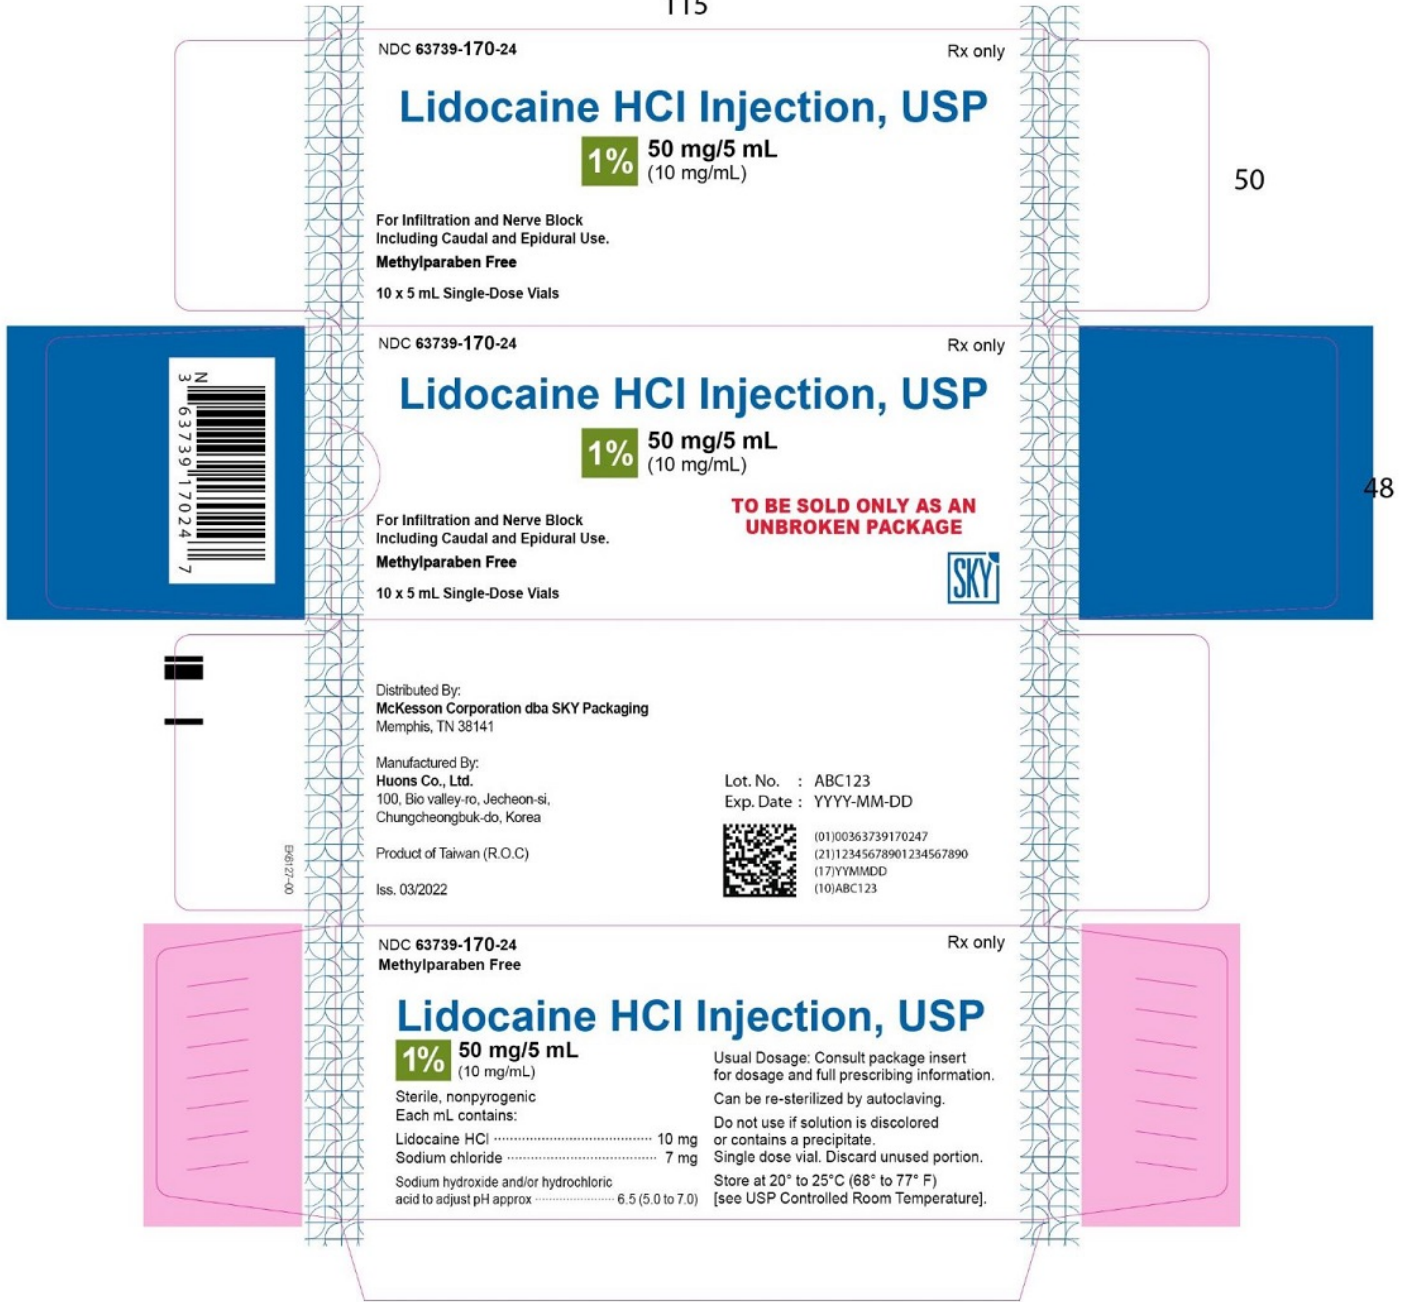 115
NDC 63739-170-24
Rx only
Lidocaine HCl Injection, USP
1%
50 mg/5 mL
(10 mg/mL)
50
For Infiltration and Nerve Block
Including Caudal and Epidural Use.
Methylparaben Free
10 x 5 mL Single-Dose Vials
NDC 63739-170-24
Rx only
Lidocaine HCl Injection, USP
1%
50 mg/5 mL
(10 mg/mL)
N
3 63739 17024 7
48
TO BE SOLD ONLY AS AN
UNBROKEN PACKAGE
For Infiltration and Nerve Block
Including Caudal and Epidural Use.
Methylparaben Free
10 x 5 mL Single-Dose Vials
SKY
Distributed By:
McKesson Corporation dba SKY Packaging
Memphis, TN 38141
Manufactured By:
Huons Co., Ltd.
100, Bio valley-ro, Jecheon-si,
Chungcheongbuk-do, Korea
Product of Taiwan (R.O.C)
Iss. 03/2022
EK6127-00
Lot. No. : ABC123
Exp. Date : YYYY-MM-DD
(01)00363739170247
(21)12345678901234567890
(17)YYMMDD
(10)ABC123
NDC 63739-170-24
Methylparaben Free
Rx only
Lidocaine HCl Injection, USP
1%
50 mg/5 mL
(10 mg/mL)
Sterile, nonpyrogenic
Each mL contains:
Lidocaine HCl ········ 10 mg
Sodium chloride ········ 7 mg
Sodium hydroxide and/or hydrochloric
acid to adjust pH approx ········ 6.5 (5.0 to 7.0)
Usual Dosage: Consult package insert
for dosage and full prescribing information.
Can be re-sterilized by autoclaving.
Do not use if solution is discolored
or contains a precipitate.
Single dose vial. Discard unused portion.
Store at 20° to 25°C (68° to 77° F)
[see USP Controlled Room Temperature].